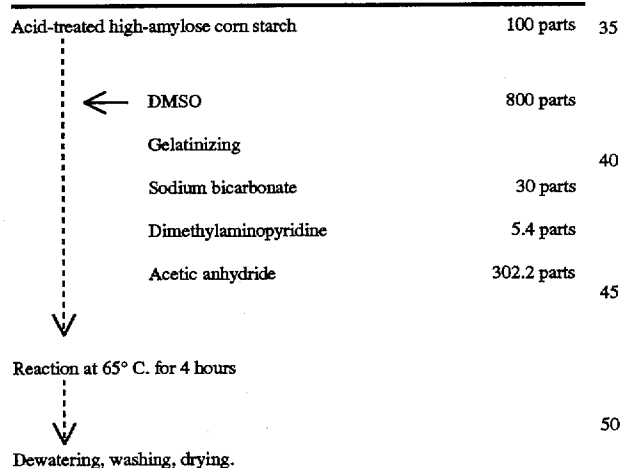 Acid-treated high-amylose corn starch 100 parts 35
DMSO 800 parts
Gelatinizing
40
Sodium bicarbonate 30 parts
Dimethylaminopyridine 5.4 parts
Acetic anhydride 302.2 parts
45
Reaction at 65° C. for 4 hours
50
Dewatering, washing, drying.